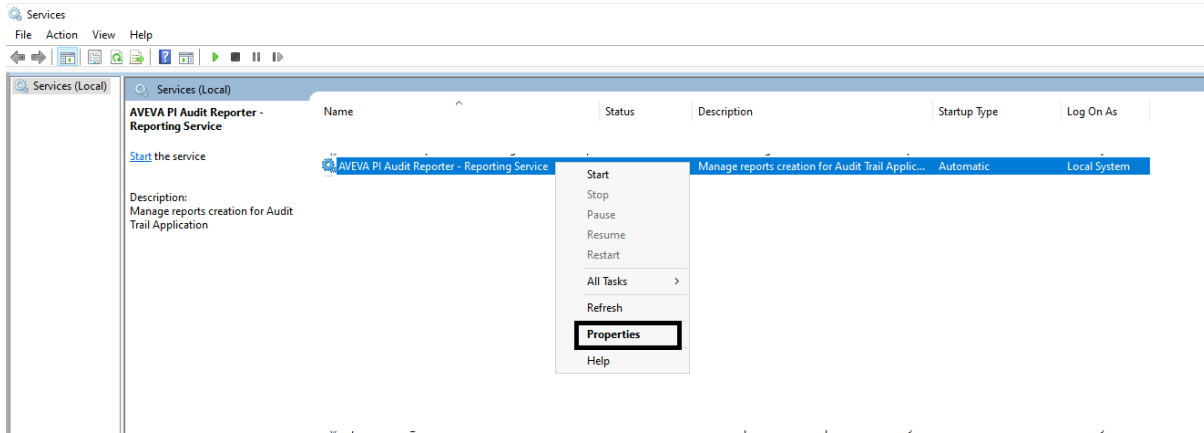 Services
File Action View Help
Services (Local)
Services (Local)
AVEVA PI Audit Reporter -
Reporting Service
Start the service
Description:
Manage reports creation for Audit
Trail Application
Name Status Description Startup Type Log On As
AVEVA PI Audit Reporter - Reporting Service Manage reports creation for Audit Trail Applic... Automatic Local System
Start
Stop
Pause
Resume
Restart
All Tasks
Refresh
Properties
Help